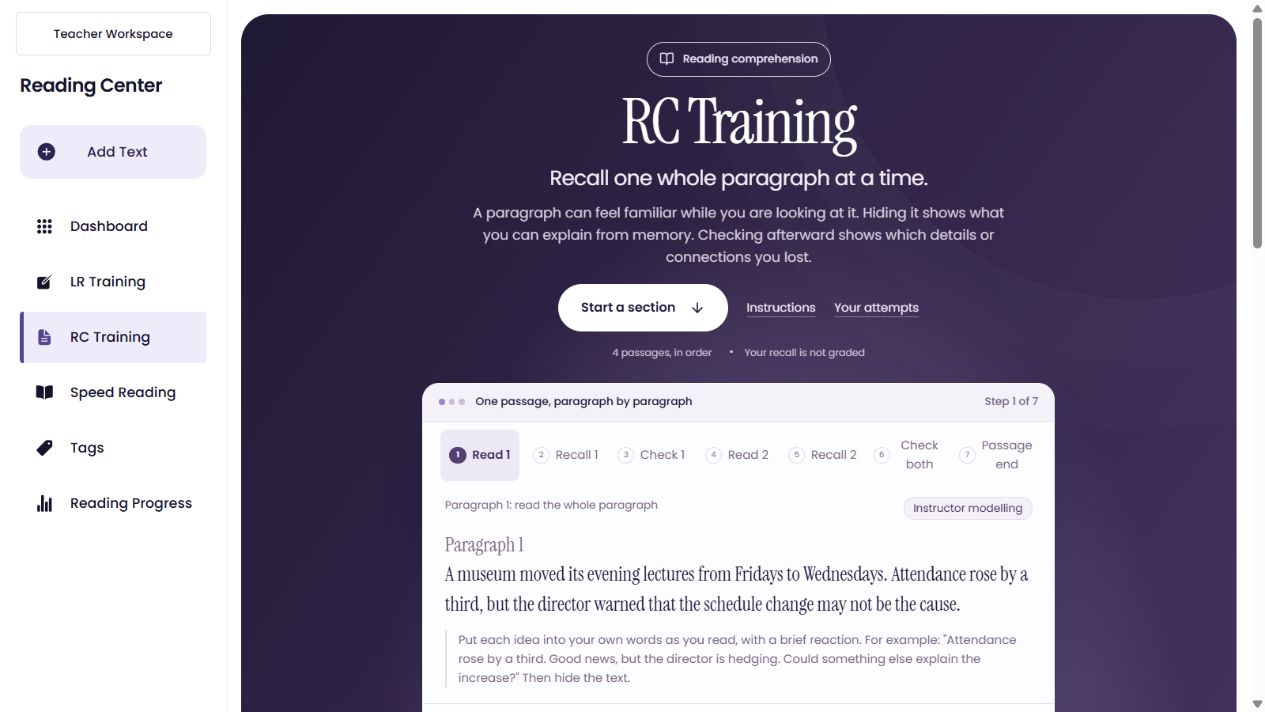 Teacher Workspace
Reading Center
Add Text
Dashboard
LR Training
RC Training
Speed Reading
Tags
Reading Progress
Reading comprehension
RC Training
Recall one whole paragraph at a time.
A paragraph can feel familiar while you are looking at it. Hiding it shows what
you can explain from memory. Checking afterward shows which details or
connections you lost.
Start a section
Instructions
Your attempts
4 passages, in order • Your recall is not graded
One passage, paragraph by paragraph
Step 1 of 7
1 Read 1
2 Recall 1
3 Check 1
4 Read 2
5 Recall 2
6 Check
both
7 Passage
end
Paragraph 1: read the whole paragraph
Instructor modelling
Paragraph 1
A museum moved its evening lectures from Fridays to Wednesdays. Attendance rose by a
third, but the director warned that the schedule change may not be the cause.
Put each idea into your own words as you read, with a brief reaction. For example: "Attendance
rose by a third. Good news, but the director is hedging. Could something else explain the
increase?" Then hide the text.